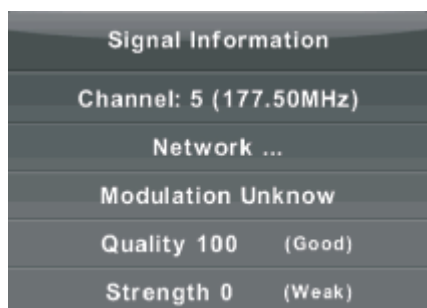 Signal Information
Channel: 5 (177.50MHz)
Network ...
Modulation Unknow
Quality 100 (Good)
Strength 0 (Weak)